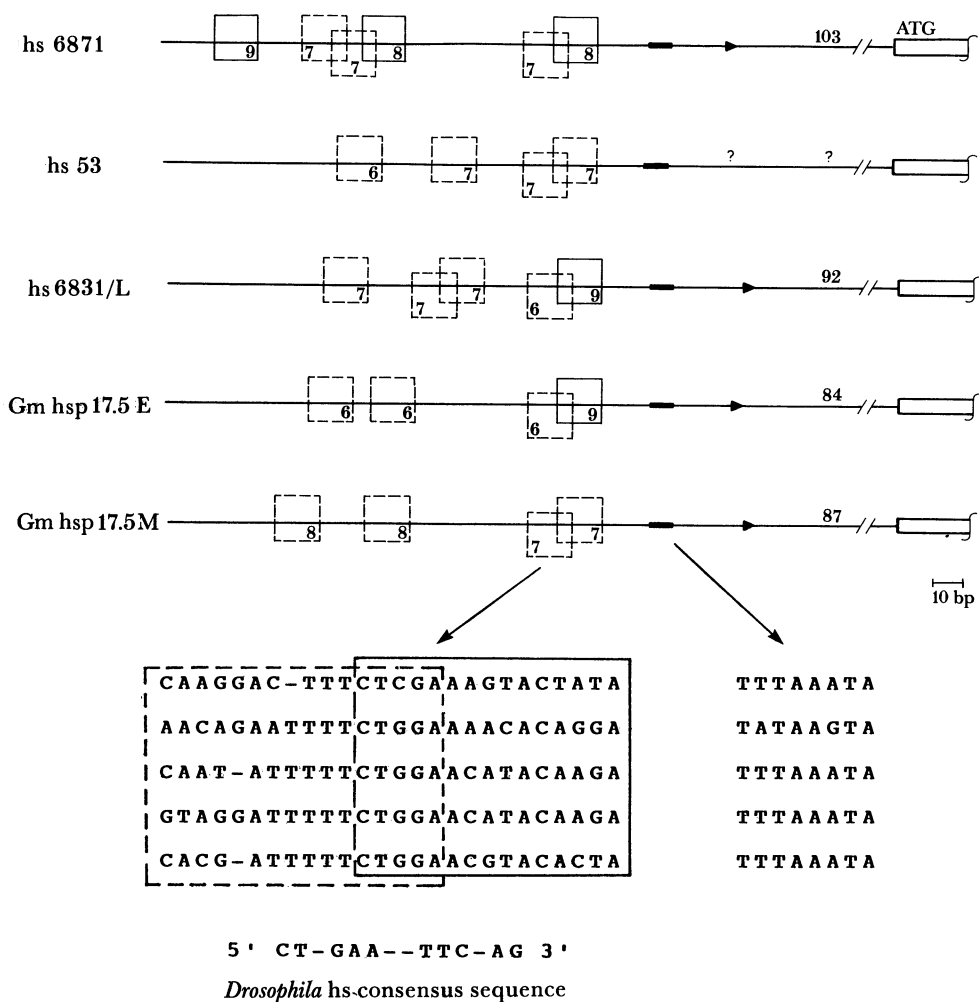 hs 6871
9
7
7
8
7
8
103
ATG
hs 53
6
7
7
7
?
?
hs 6831/L
7
7
7
6
9
92
Gm hsp 17.5 E
6
6
6
9
84
Gm hsp 17.5 M
8
8
7
7
87
10 bp
CAAGGAC-TTTCTCGAAAGTACTATA TTTAAATA
AACAGAATTTTCTGGAAAACACAGGA TATAAGTA
CAAT-ATTTTTCTGGAACATACAAGA TTTAAATA
GTAGGATTTTTCTGGAACATACAAGA TTTAAATA
CACG-ATTTTTCTGGAACGTACACTA TTTAAATA
5' CT-GAA--TTC-AG 3'
Drosophila hs-consensus sequence